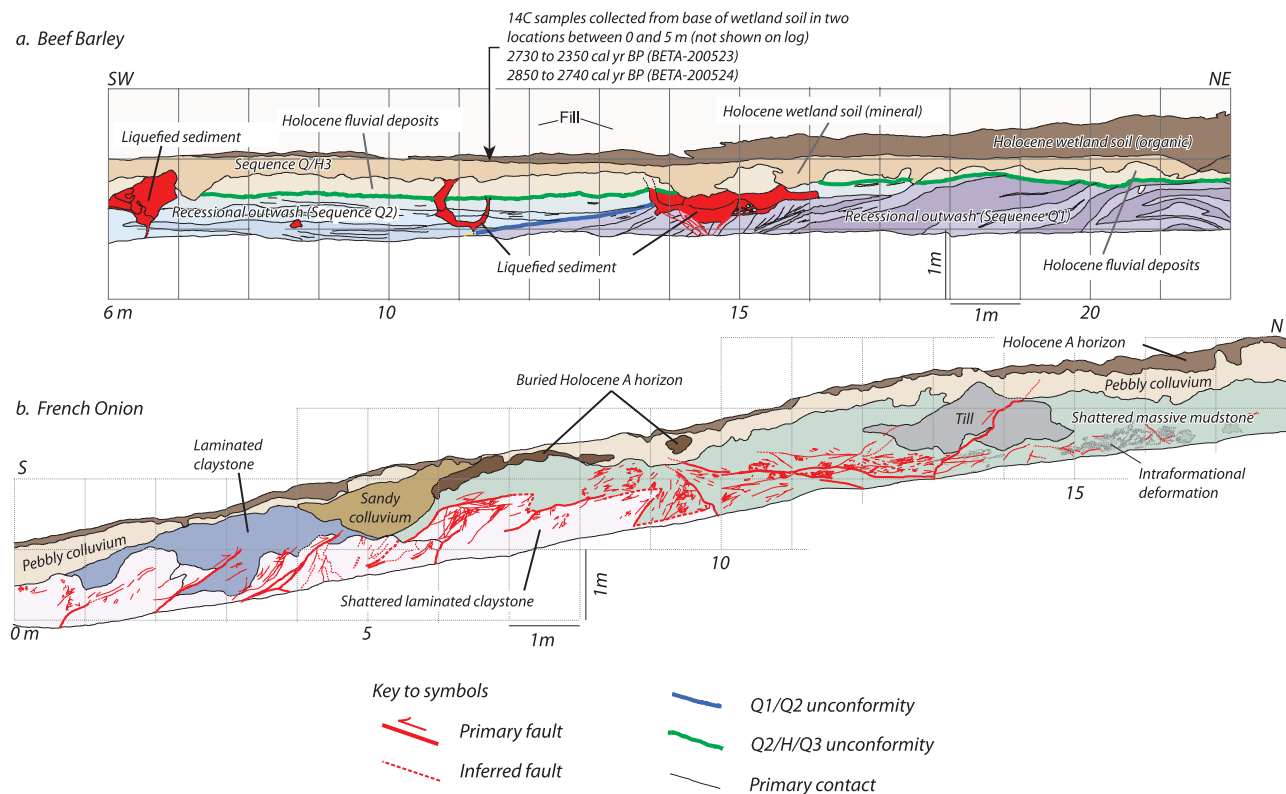 14C samples collected from base of wetland soil in two
locations between 0 and 5 m (not shown on log)
2730 to 2350 cal yr BP (BETA-200523)
2850 to 2740 cal yr BP (BETA-200524)
a. Beef Barley
SW
NE
Liquefied sediment
Holocene fluvial deposits
Fill
Holocene wetland soil (mineral)
Sequence Q/H3
Holocene wetland soil (organic)
Recessional outwash (Sequence Q2)
Recessional outwash (Sequence Q1)
Liquefied sediment
Holocene fluvial deposits
1m
6 m
10
15
1m
20
N
b. French Onion
Holocene A horizon
Buried Holocene A horizon
Pebbly colluvium
Till
Shattered massive mudstone
Laminated
claystone
S
Sandy
colluvium
Intraformational
deformation
15
Pebbly colluvium
10
Shattered laminated claystone
1m
0 m
5
1m
Key to symbols
Primary fault
Inferred fault
Q1/Q2 unconformity
Q2/H/Q3 unconformity
Primary contact